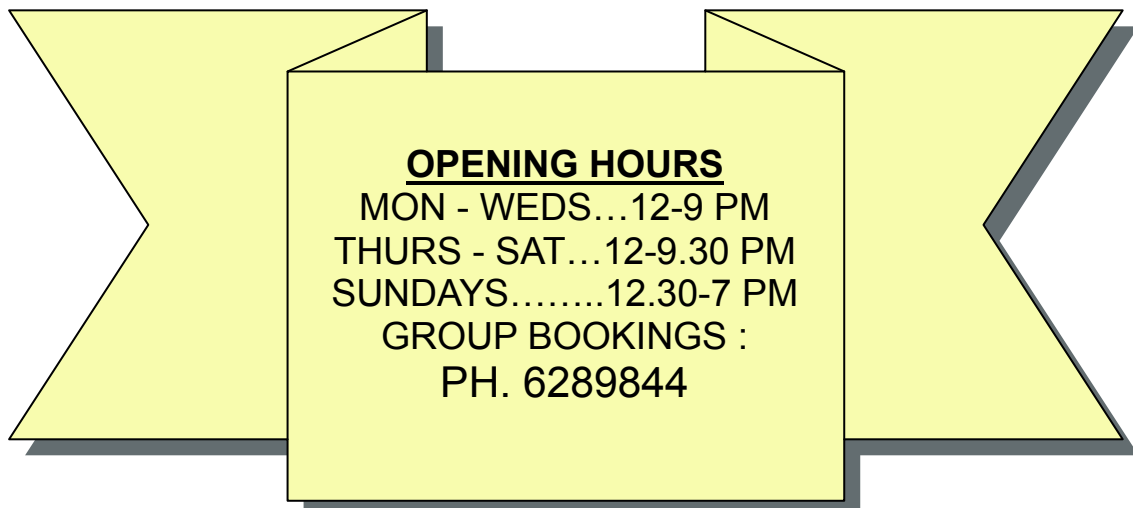 OPENING HOURS
MON - WEDS…12-9 PM
THURS - SAT…12-9.30 PM
SUNDAYS……..12.30-7 PM
GROUP BOOKINGS :
PH. 6289844